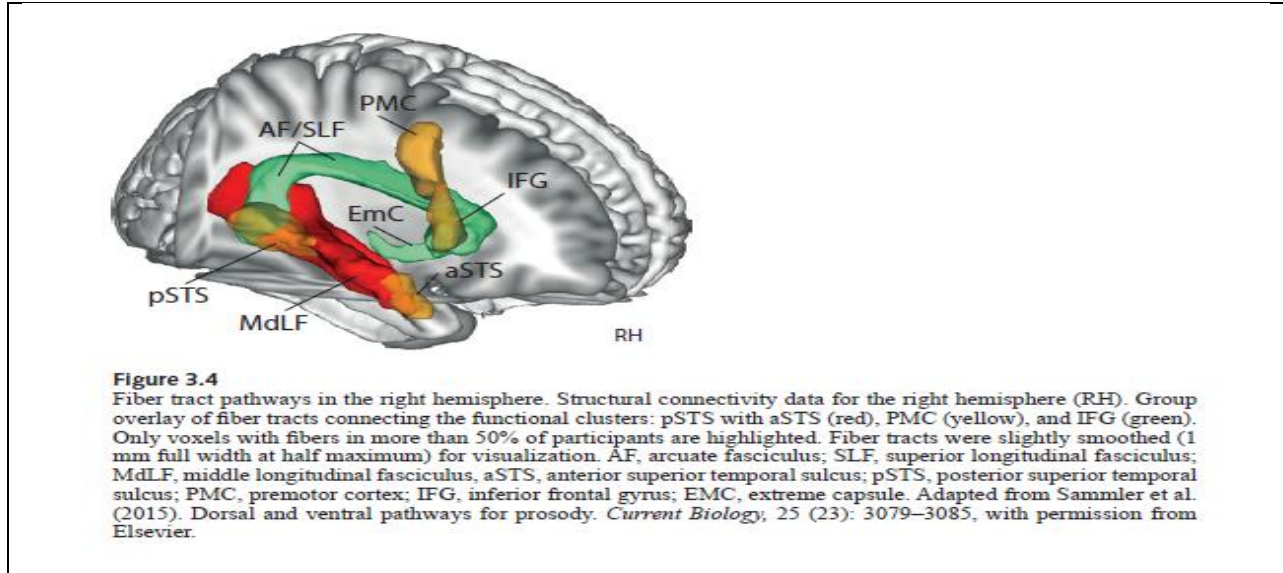 PMC
AF/SLF
IFG
EmC
aSTS
pSTS
MdLF
RH
Figure 3.4
Fiber tract pathways in the right hemisphere. Structural connectivity data for the right hemisphere (RH). Group
overlay of fiber tracts connecting the functional clusters: pSTS with aSTS (red), PMC (yellow), and IFG (green).
Only voxels with fibers in more than 50% of participants are highlighted. Fiber tracts were slightly smoothed (1
mm full width at half maximum) for visualization. AF, arcuate fasciculus; SLF, superior longitudinal fasciculus;
MdLF, middle longitudinal fasciculus, aSTS, anterior superior temporal sulcus; pSTS, posterior superior temporal
sulcus; PMC, premotor cortex; IFG, inferior frontal gyrus; EMC, extreme capsule. Adapted from Sammler et al.
(2015). Dorsal and ventral pathways for prosody. Current Biology, 25 (23): 3079–3085, with permission from
Elsevier.